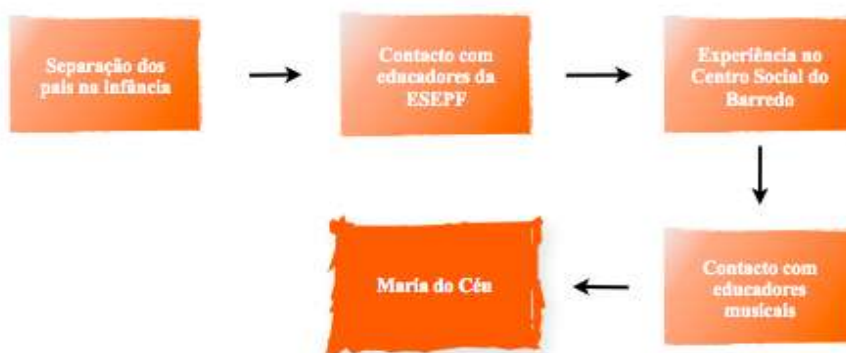 Separação dos
pais na infância
Contacto com
educadores da
ESEPF
Experiência no
Centro Social do
Barredo
Contacto com
educadores
musicais
Maria do Céu